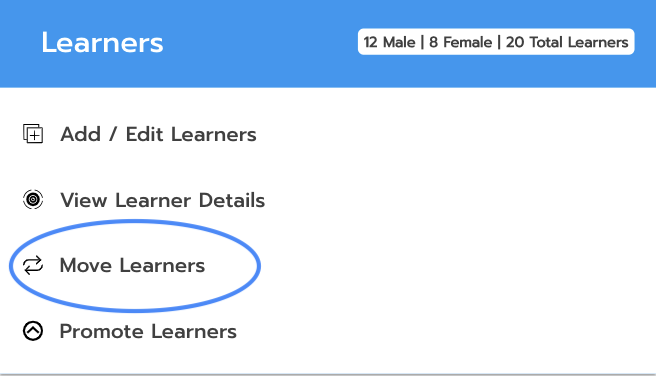 Learners
12 Male | 8 Female | 20 Total Learners
Add / Edit Learners
View Learner Details
Move Learners
Promote Learners